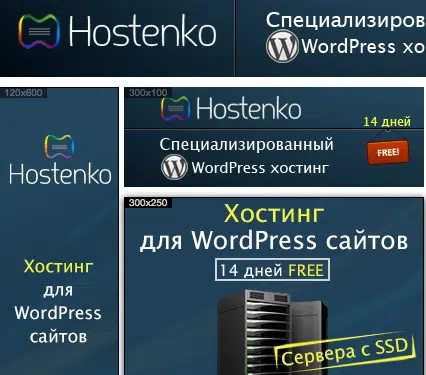 Hostenko
Специализиров
WordPress хо
120x600
Hostenko
Хостинг
для
WordPress
сайтов
300x100
Hostenko
14 дней
FREE!
Специализированный
WordPress хостинг
300x250
Хостинг
для WordPress сайтов
14 дней FREE
Сервера с SSD